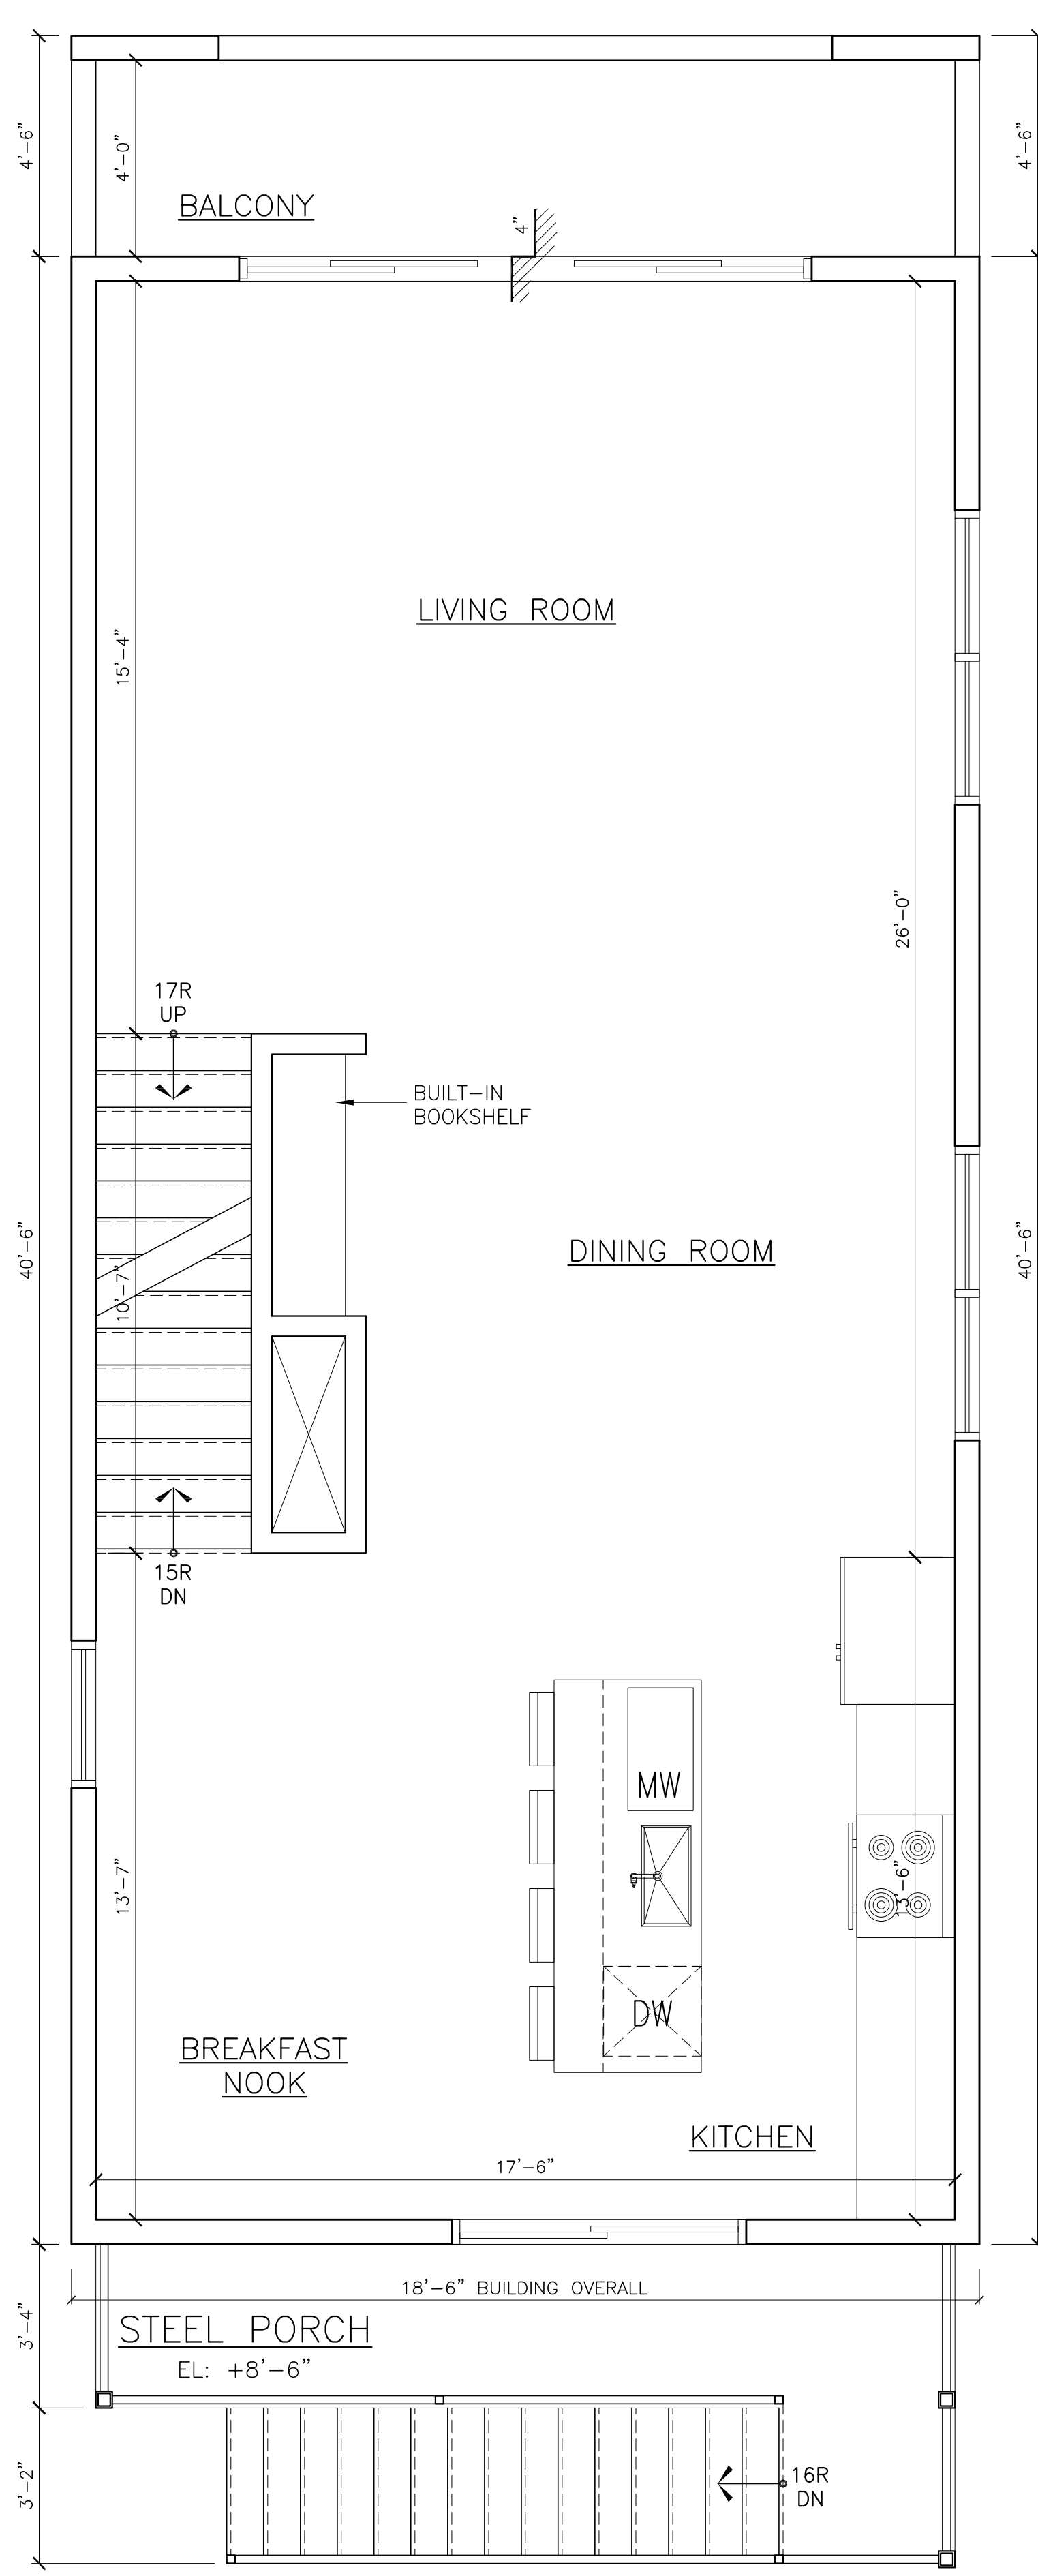 4'-6"
4'-0"
4'-6"
BALCONY
4"
LIVING ROOM
15'-4"
26'-0"
17R
UP
BUILT-IN
BOOKSHELF
40'-6"
10'-7"
DINING ROOM
40'-6"
15R
DN
MW
13'-7"
13'-6"
DW
BREAKFAST
NOOK
KITCHEN
17'-6"
18'-6" BUILDING OVERALL
3'-4"
STEEL PORCH
EL: +8'-6"
3'-2"
16R
DN